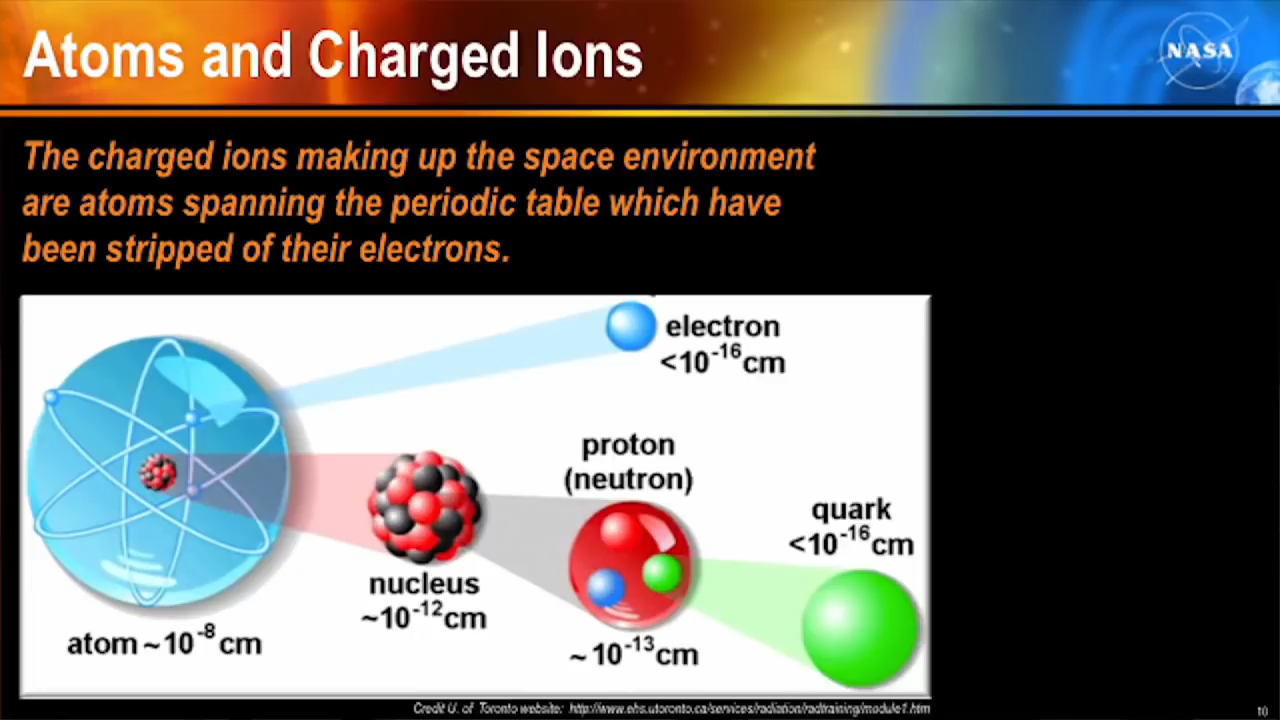 Atoms and Charged Ions
NASA
The charged ions making up the space environment
are atoms spanning the periodic table which have
been stripped of their electrons.
electron
<10⁻¹⁶cm
proton
(neutron)
quark
<10⁻¹⁶cm
nucleus
~10⁻¹²cm
atom ~10⁻⁸ cm
~10⁻¹³cm
Credit U. of Toronto website: http://www.ehs.utoronto.ca/services/radiation/radtraining/module1.htm
10